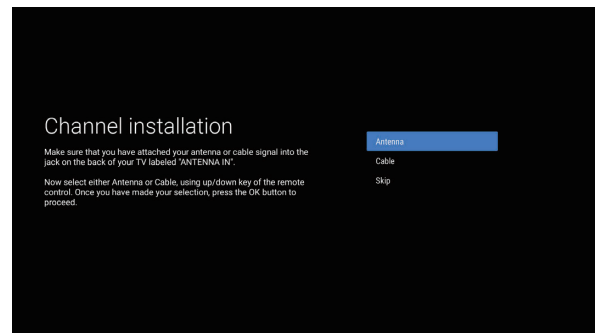 Channel installation
Make sure that you have attached your antenna or cable signal into the
jack on the back of your TV labeled "ANTENNA IN".
Now select either Antenna or Cable, using up/down key of the remote
control. Once you have made your selection, press the OK button to
proceed.
Antenna
Cable
Skip